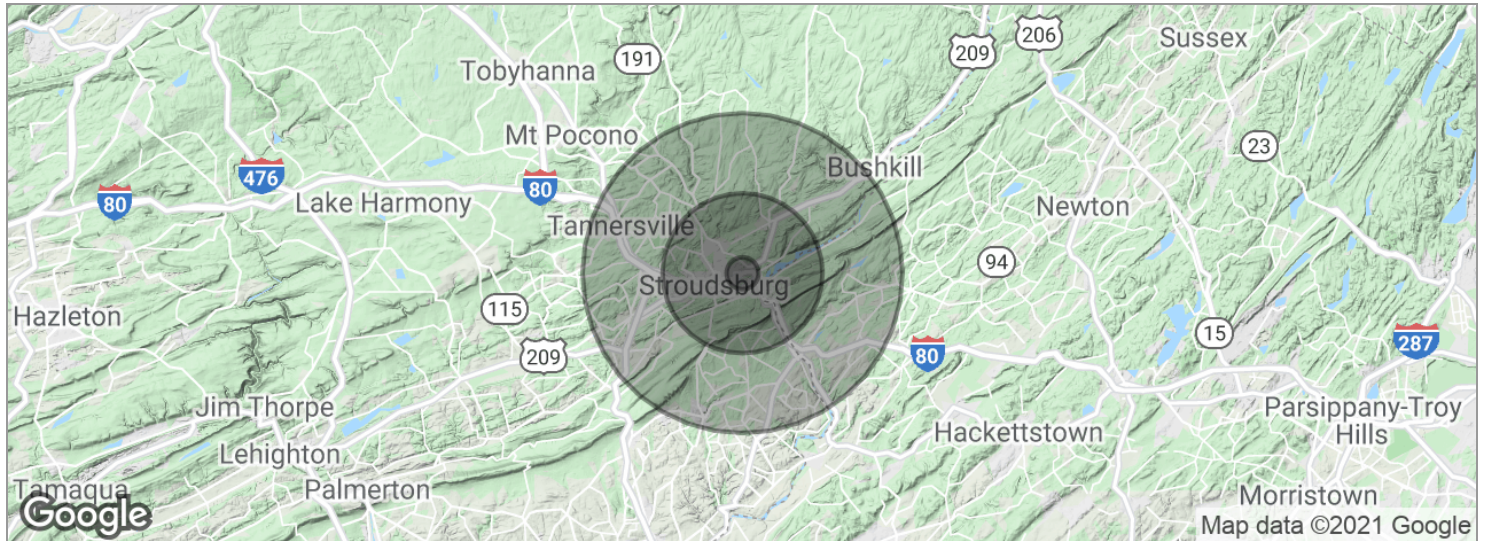 206
Sussex
209
191
Tobyhanna
Mt Pocono
23
Bushkill
476
80
80
Lake Harmony
Newton
Tannersville
94
Stroudsburg
115
Hazleton
15
209
80
287
Jim Thorpe
Parsippany-Troy
Hills
Hackettstown
Lehighton
Tamaqua
Palmerton
Morristown
Google
Map data ©2021 Google